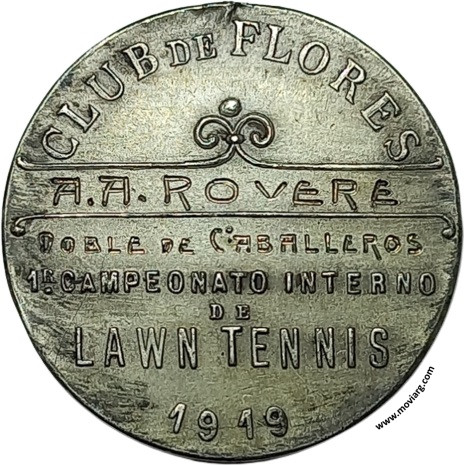 CLUB DE FLORES
A.A. ROVERE
DOBLE DE CABALLEROS
1ER CAMPEONATO INTERNO
DE
LAWN TENNIS
1919
www.moviarg.com